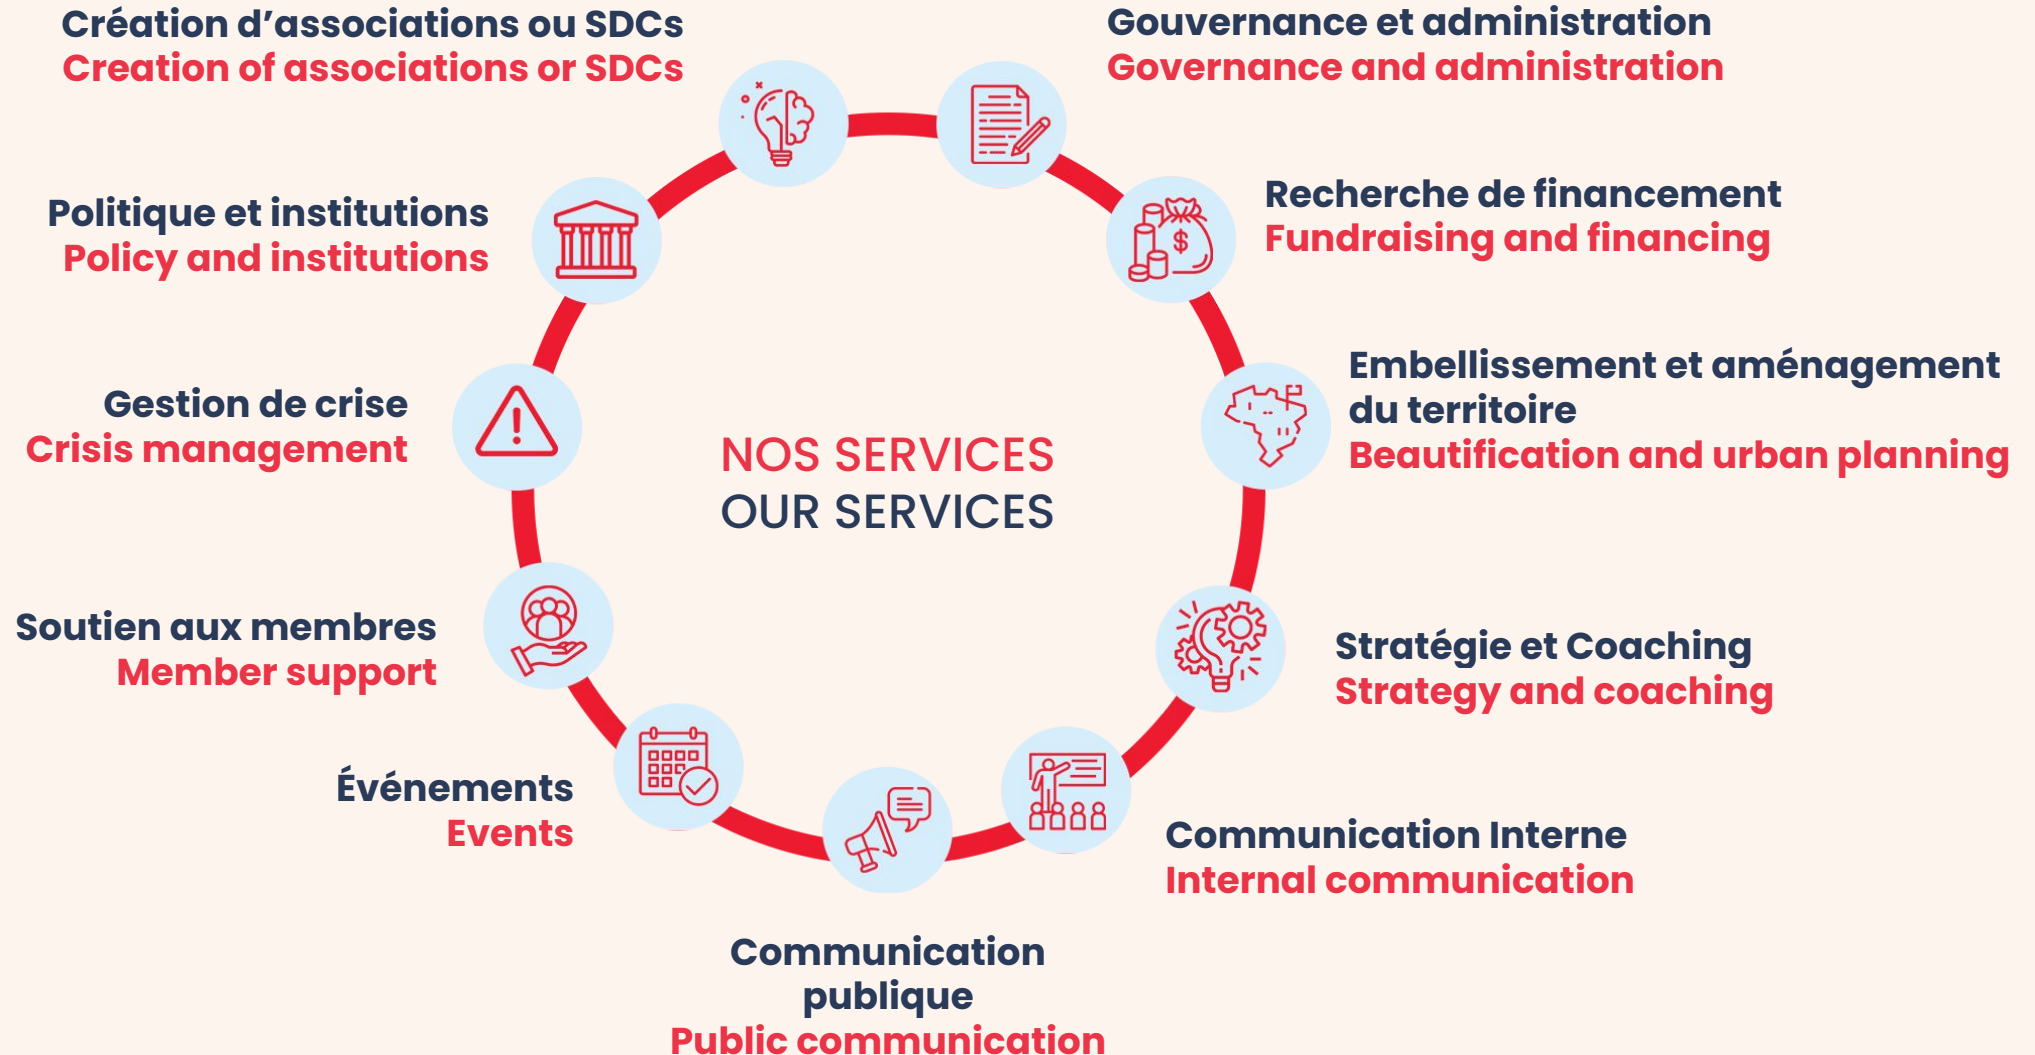 Création d’associations ou SDCs
Creation of associations or SDCs
Gouvernance et administration
Governance and administration
Politique et institutions
Policy and institutions
Recherche de financement
Fundraising and financing
$
Gestion de crise
Crisis management
NOS SERVICES
OUR SERVICES
Embellissement et aménagement
du territoire
Beautification and urban planning
Soutien aux membres
Member support
Stratégie et Coaching
Strategy and coaching
Événements
Events
Communication Interne
Internal communication
Communication
publique
Public communication